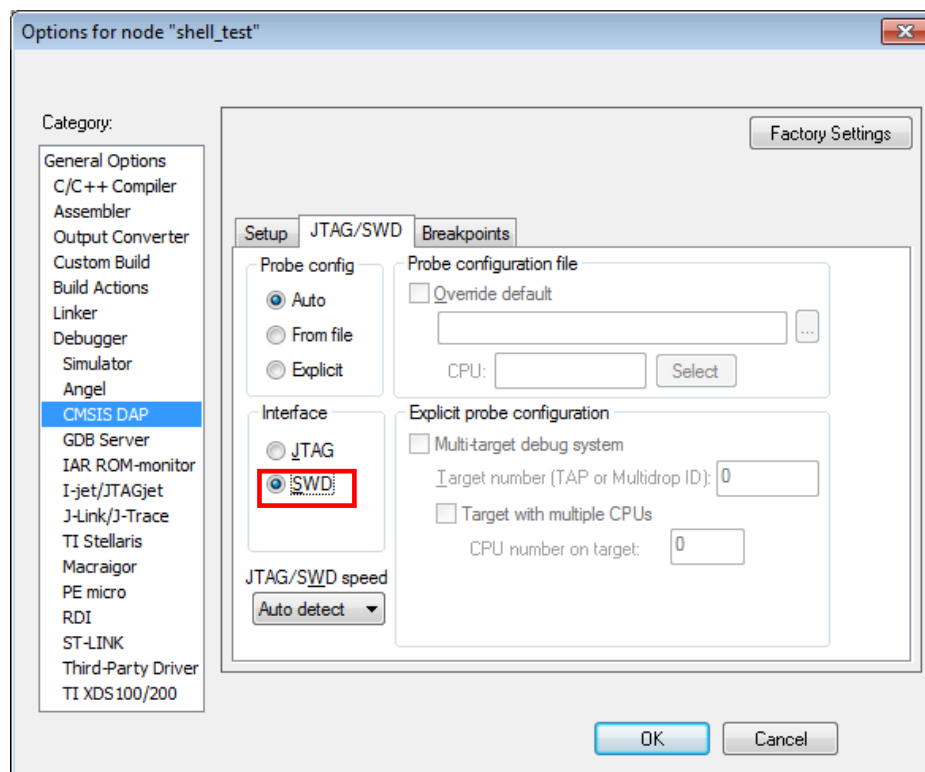 Options for node "shell_test"
Category:
Factory Settings
General Options
C/C++ Compiler
Assembler
Output Converter
Custom Build
Build Actions
Linker
Debugger
Simulator
Angel
CMSIS DAP
GDB Server
IAR ROM-monitor
I-jet/JTAGjet
J-Link/J-Trace
TI Stellaris
Macraigor
PE micro
RDI
ST-LINK
Third-Party Driver
TI XDS100/200
Setup JTAG/SWD Breakpoints
Probe config
Auto
From file
Explicit
Probe configuration file
Override default
...
CPU: Select
Interface
JTAG
SWD
Explicit probe configuration
Multi-target debug system
Target number (TAP or Multidrop ID): 0
Target with multiple CPUs
CPU number on target: 0
JTAG/SWD speed
Auto detect
OK Cancel